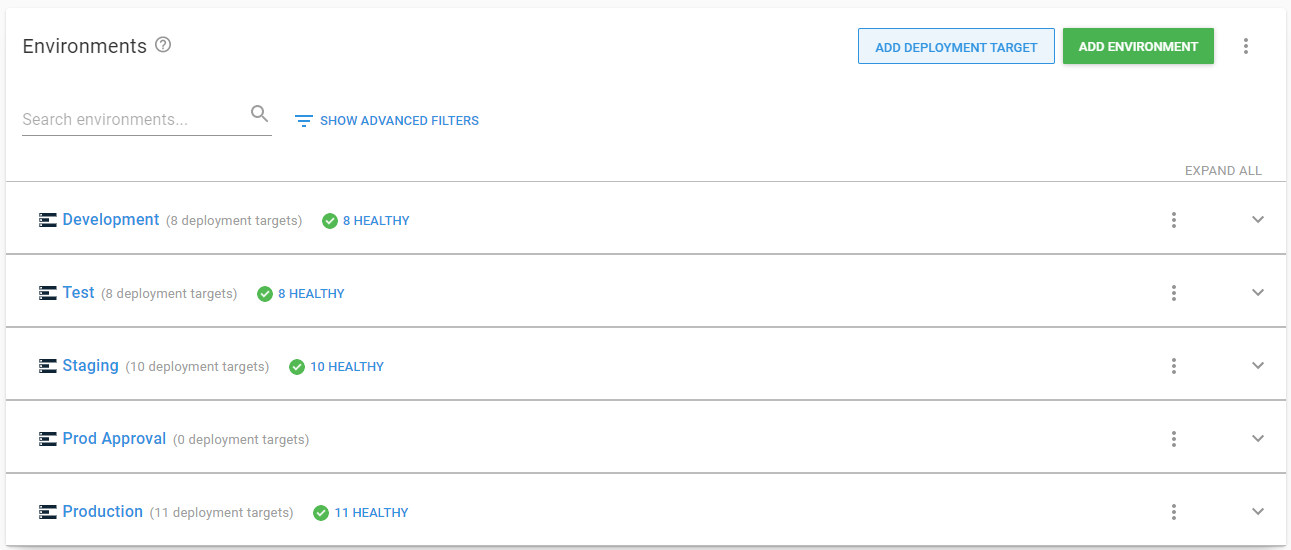 Environments
ADD DEPLOYMENT TARGET
ADD ENVIRONMENT
Search environments...
SHOW ADVANCED FILTERS
EXPAND ALL
Development (8 deployment targets) 8 HEALTHY
Test (8 deployment targets) 8 HEALTHY
Staging (10 deployment targets) 10 HEALTHY
Prod Approval (0 deployment targets)
Production (11 deployment targets) 11 HEALTHY